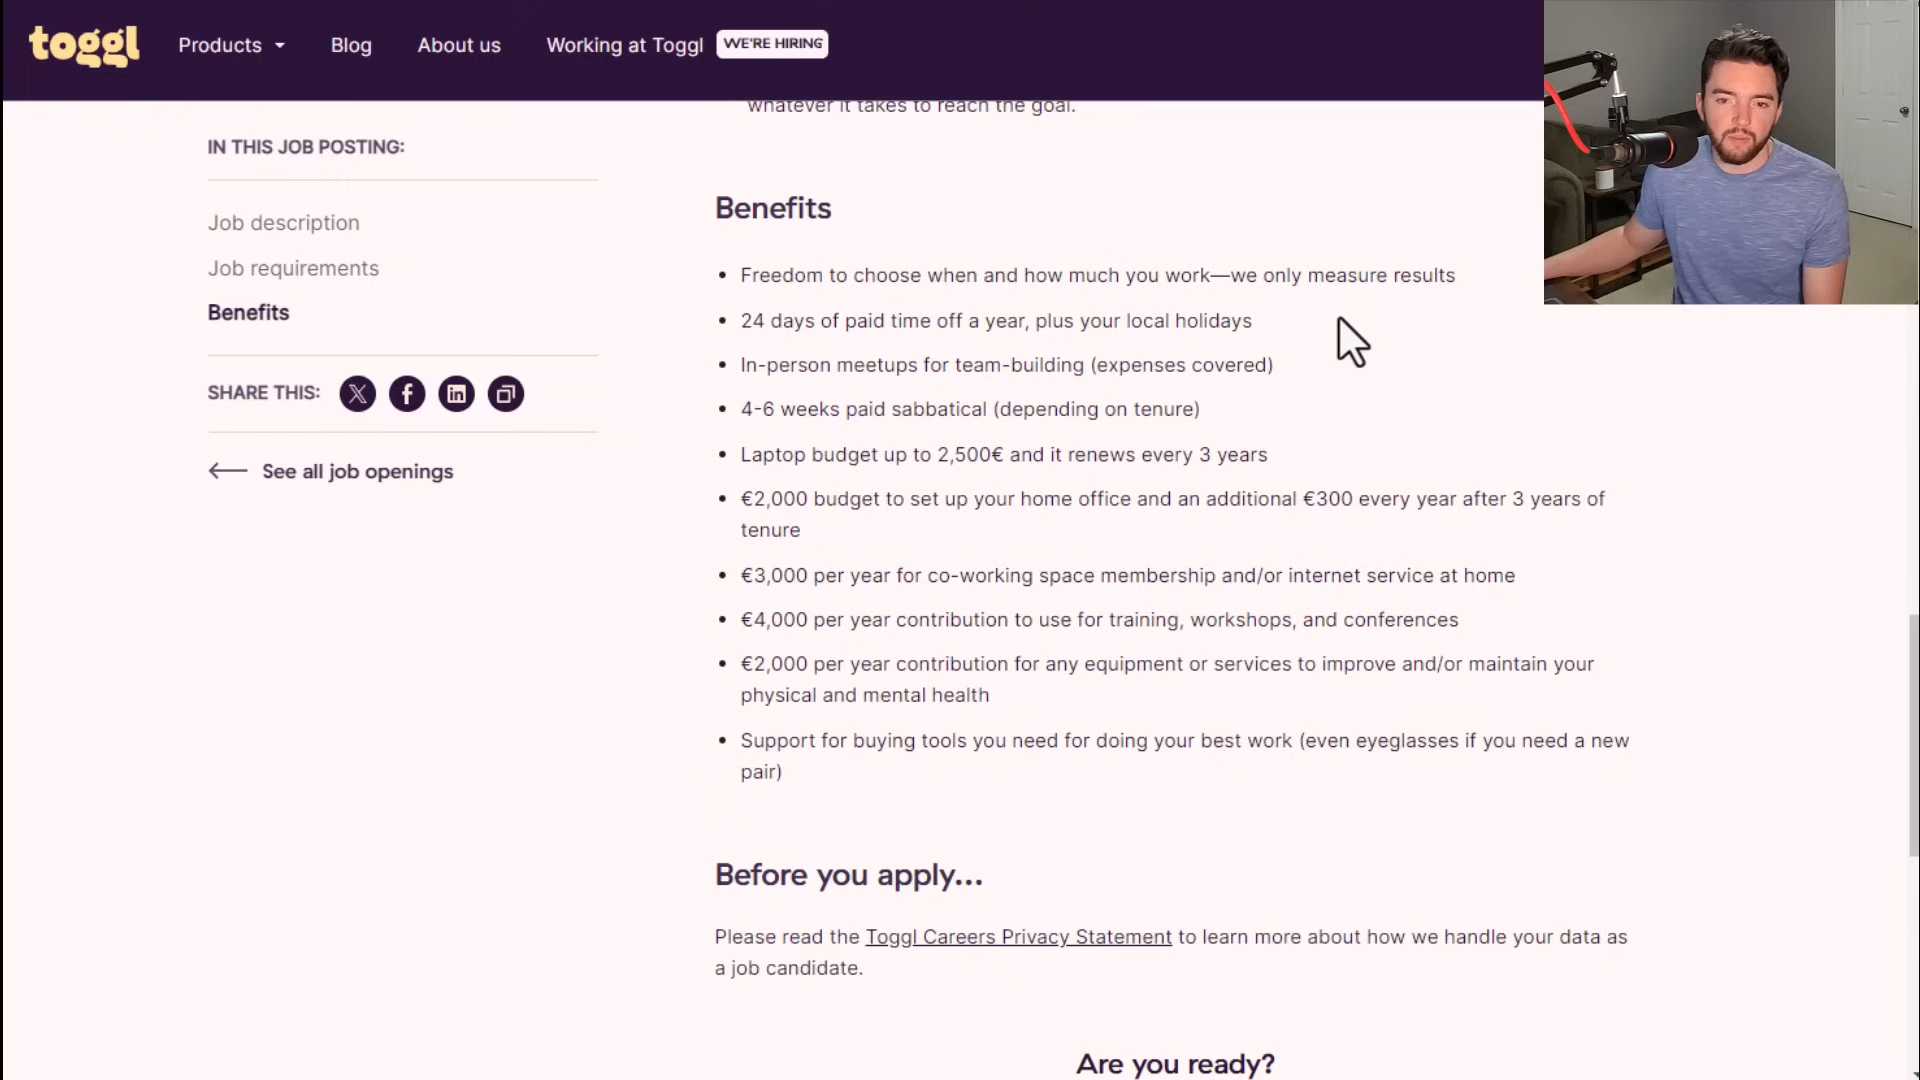 toggl
Products
Blog
About us
Working at Toggl
WE'RE HIRING
whatever it takes to reach the goal.
IN THIS JOB POSTING:
Job description
Job requirements
Benefits
SHARE THIS:
See all job openings
Benefits
• Freedom to choose when and how much you work—we only measure results
• 24 days of paid time off a year, plus your local holidays
• In-person meetups for team-building (expenses covered)
• 4-6 weeks paid sabbatical (depending on tenure)
• Laptop budget up to 2,500€ and it renews every 3 years
• €2,000 budget to set up your home office and an additional €300 every year after 3 years of
tenure
• €3,000 per year for co-working space membership and/or internet service at home
• €4,000 per year contribution to use for training, workshops, and conferences
• €2,000 per year contribution for any equipment or services to improve and/or maintain your
physical and mental health
• Support for buying tools you need for doing your best work (even eyeglasses if you need a new
pair)
Before you apply...
Please read the Toggl Careers Privacy Statement to learn more about how we handle your data as
a job candidate.
Are you ready?